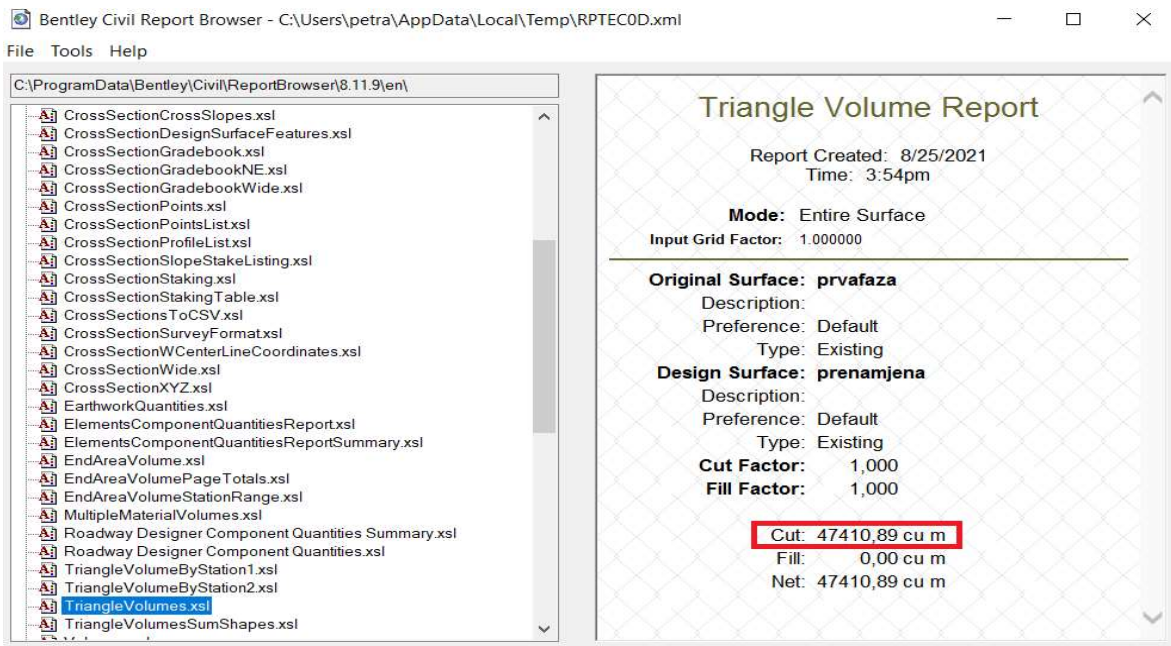 Bentley Civil Report Browser - C:\Users\petra\AppData\Local\Temp\RPTEC0D.xml
File Tools Help
C:\ProgramData\Bentley\Civil\ReportBrowser\8.11.9\en\
CrossSectionCrossSlopes.xsl
CrossSectionDesignSurfaceFeatures.xsl
CrossSectionGradebook.xsl
CrossSectionGradebookNE.xsl
CrossSectionGradebookWide.xsl
CrossSectionPoints.xsl
CrossSectionPointsList.xsl
CrossSectionProfileList.xsl
CrossSectionSlopeStakeListing.xsl
CrossSectionStaking.xsl
CrossSectionStakingTable.xsl
CrossSectionsToCSV.xsl
CrossSectionSurveyFormat.xsl
CrossSectionWCenterLineCoordinates.xsl
CrossSectionWide.xsl
CrossSectionXYZ.xsl
EarthworkQuantities.xsl
ElementsComponentQuantitiesReport.xsl
ElementsComponentQuantitiesReportSummary.xsl
EndAreaVolume.xsl
EndAreaVolumePageTotals.xsl
EndAreaVolumeStationRange.xsl
MultipleMaterialVolumes.xsl
Roadway Designer Component Quantities Summary.xsl
Roadway Designer Component Quantities.xsl
TriangleVolumeByStation1.xsl
TriangleVolumeByStation2.xsl
TriangleVolumes.xsl
TriangleVolumesSumShapes.xsl
Triangle Volume Report
Report Created: 8/25/2021
Time: 3:54pm
Mode: Entire Surface
Input Grid Factor: 1.000000
Original Surface: prvafaza
Description:
Preference: Default
Type: Existing
Design Surface: prenamjena
Description:
Preference: Default
Type: Existing
Cut Factor: 1,000
Fill Factor: 1,000
Cut: 47410,89 cu m
Fill: 0,00 cu m
Net: 47410,89 cu m